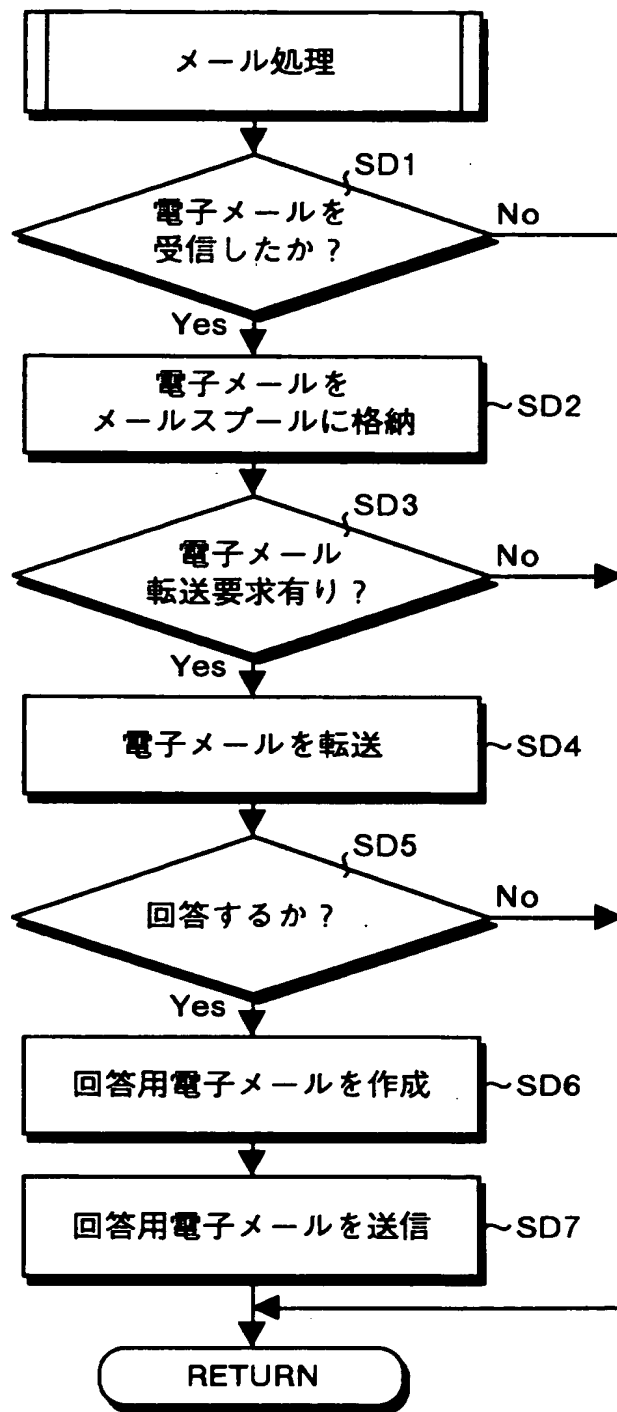 メール処理
SD1
電子メールを
受信したか？
No
Yes
電子メールを
メールスプールに格納
SD2
SD3
電子メール
転送要求有り？
No
Yes
電子メールを転送
SD4
SD5
回答するか？
No
Yes
回答用電子メールを作成
SD6
回答用電子メールを送信
SD7
RETURN